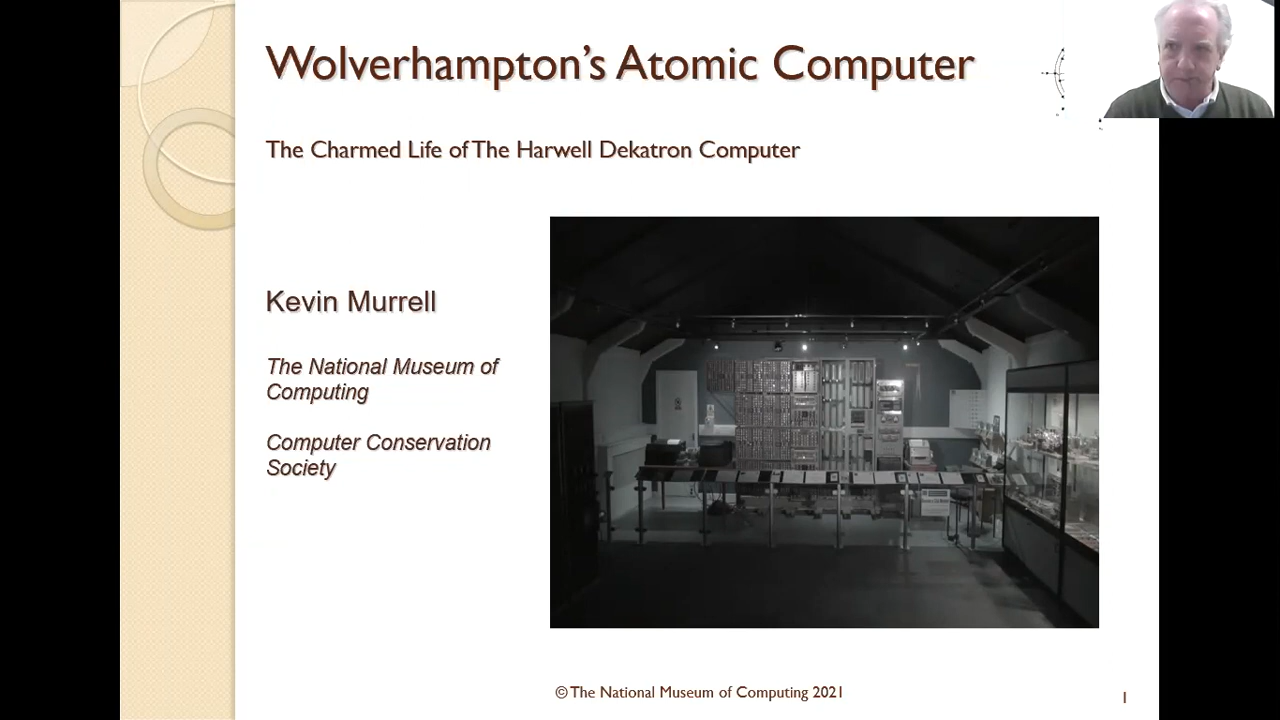 Wolverhampton's Atomic Computer
The Charmed Life of The Harwell Dekatron Computer
Kevin Murrell
The National Museum of
Computing
Computer Conservation
Society
© The National Museum of Computing 2021
1